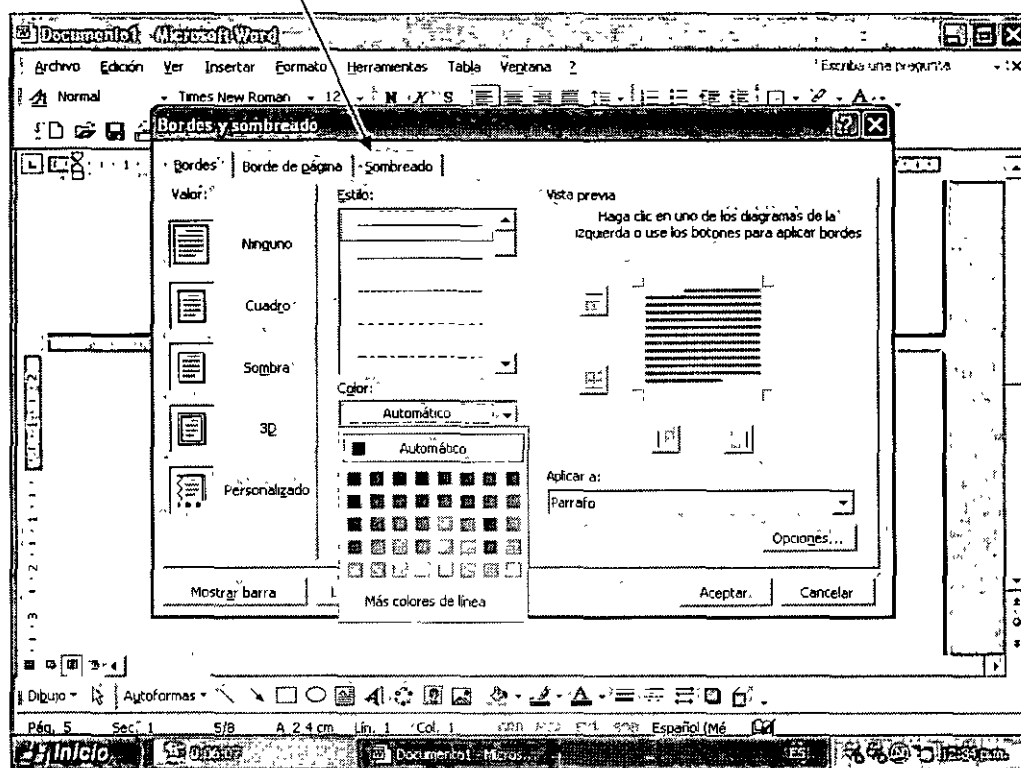 Documento1 - Microsoft Word
Archivo Edición Ver Insertar Formato Herramientas Tabla Ventana ? Escriba una pregunta
Normal Times New Roman 12 N K S
Bordes y sombreado
Bordes Borde de página Sombreado
Valor: Estilo: Vista previa
Haga clic en uno de los diagramas de la
izquierda o use los botones para aplicar bordes
Ninguno
Cuadro
Sombra
Color:
Automático
3D
Automático
Aplicar a:
Personalizado
Parrafo
Opciones...
Mostrar barra
Más colores de línea
Aceptar
Cancelar
Dibujo Autoformas
Pág. 5 Sec. 1 5/8 A 2.4 cm Lín. 1 Col. 1 Español (Mé
Inicio Documento1 - Micros... ES